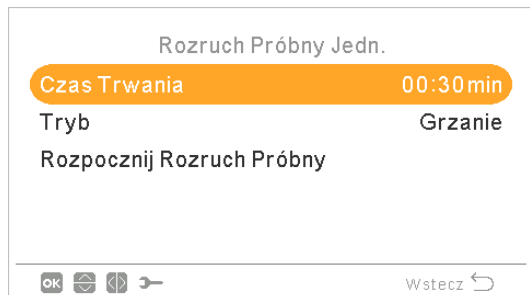 Rozruch Próbny Jedn.
Czas Trwania 00:30min
Tryb Grzanie
Rozpocznij Rozruch Próbny
OK Wstecz